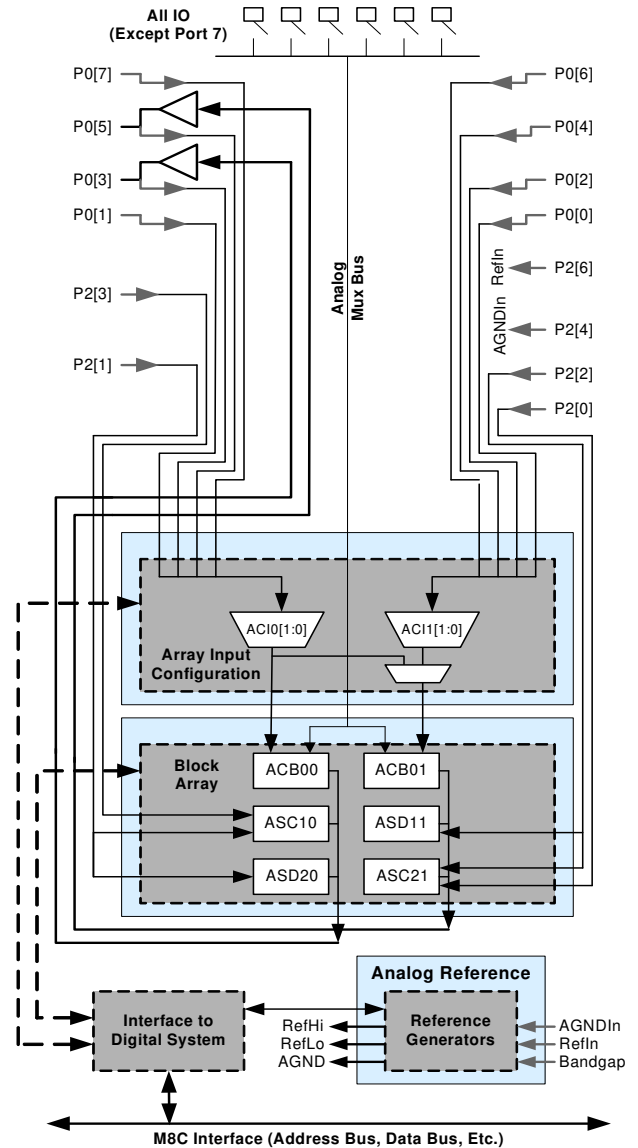 All IO
(Except Port 7)
P0[7]
P0[6]
P0[5]
P0[4]
P0[3]
P0[2]
P0[1]
P0[0]
P2[3]
P2[1]
Analog
Mux Bus
RefIn
AGNDIn
P2[6]
P2[4]
P2[2]
P2[0]
ACI0[1:0]
ACI1[1:0]
Array Input
Configuration
Block
Array
ACB00
ACB01
ASC10
ASD11
ASD20
ASC21
Analog Reference
Interface to
Digital System
RefHi
RefLo
AGND
Reference
Generators
AGNDIn
RefIn
Bandgap
M8C Interface (Address Bus, Data Bus, Etc.)